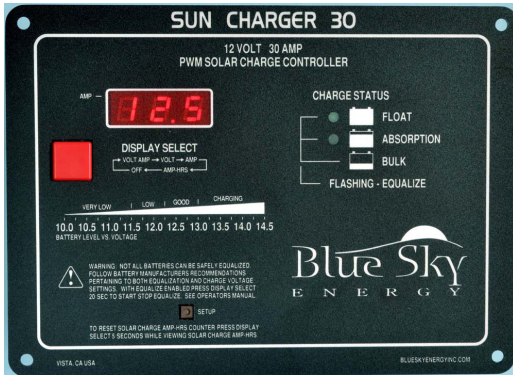 SUN CHARGER 30
12 VOLT 30 AMP
PWM SOLAR CHARGE CONTROLLER
AMP
12.5
DISPLAY SELECT
VOLT AMP VOLT AMP
OFF AMP-HRS
CHARGE STATUS
FLOAT
ABSORPTION
BULK
FLASHING - EQUALIZE
VERY LOW LOW GOOD CHARGING
10.0 10.5 11.0 11.5 12.0 12.5 13.0 13.5 14.0 14.5
BATTERY LEVEL VS. VOLTAGE
WARNING: NOT ALL BATTERIES CAN BE SAFELY EQUALIZED.
FOLLOW BATTERY MANUFACTURERS RECOMMENDATIONS
PERTAINING TO BOTH EQUALIZATION AND CHARGE VOLTAGE
SETTINGS. WITH EQUALIZE ENABLED PRESS DISPLAY SELECT
20 SEC TO START STOP EQUALIZE. SEE OPERATORS MANUAL.
SETUP
TO RESET SOLAR CHARGE AMP-HRS COUNTER PRESS DISPLAY
SELECT 5 SECONDS WHILE VIEWING SOLAR CHARGE AMP-HRS
Blue Sky
ENERGY
VISTA, CA USA
BLUESKYENERGYINC.COM